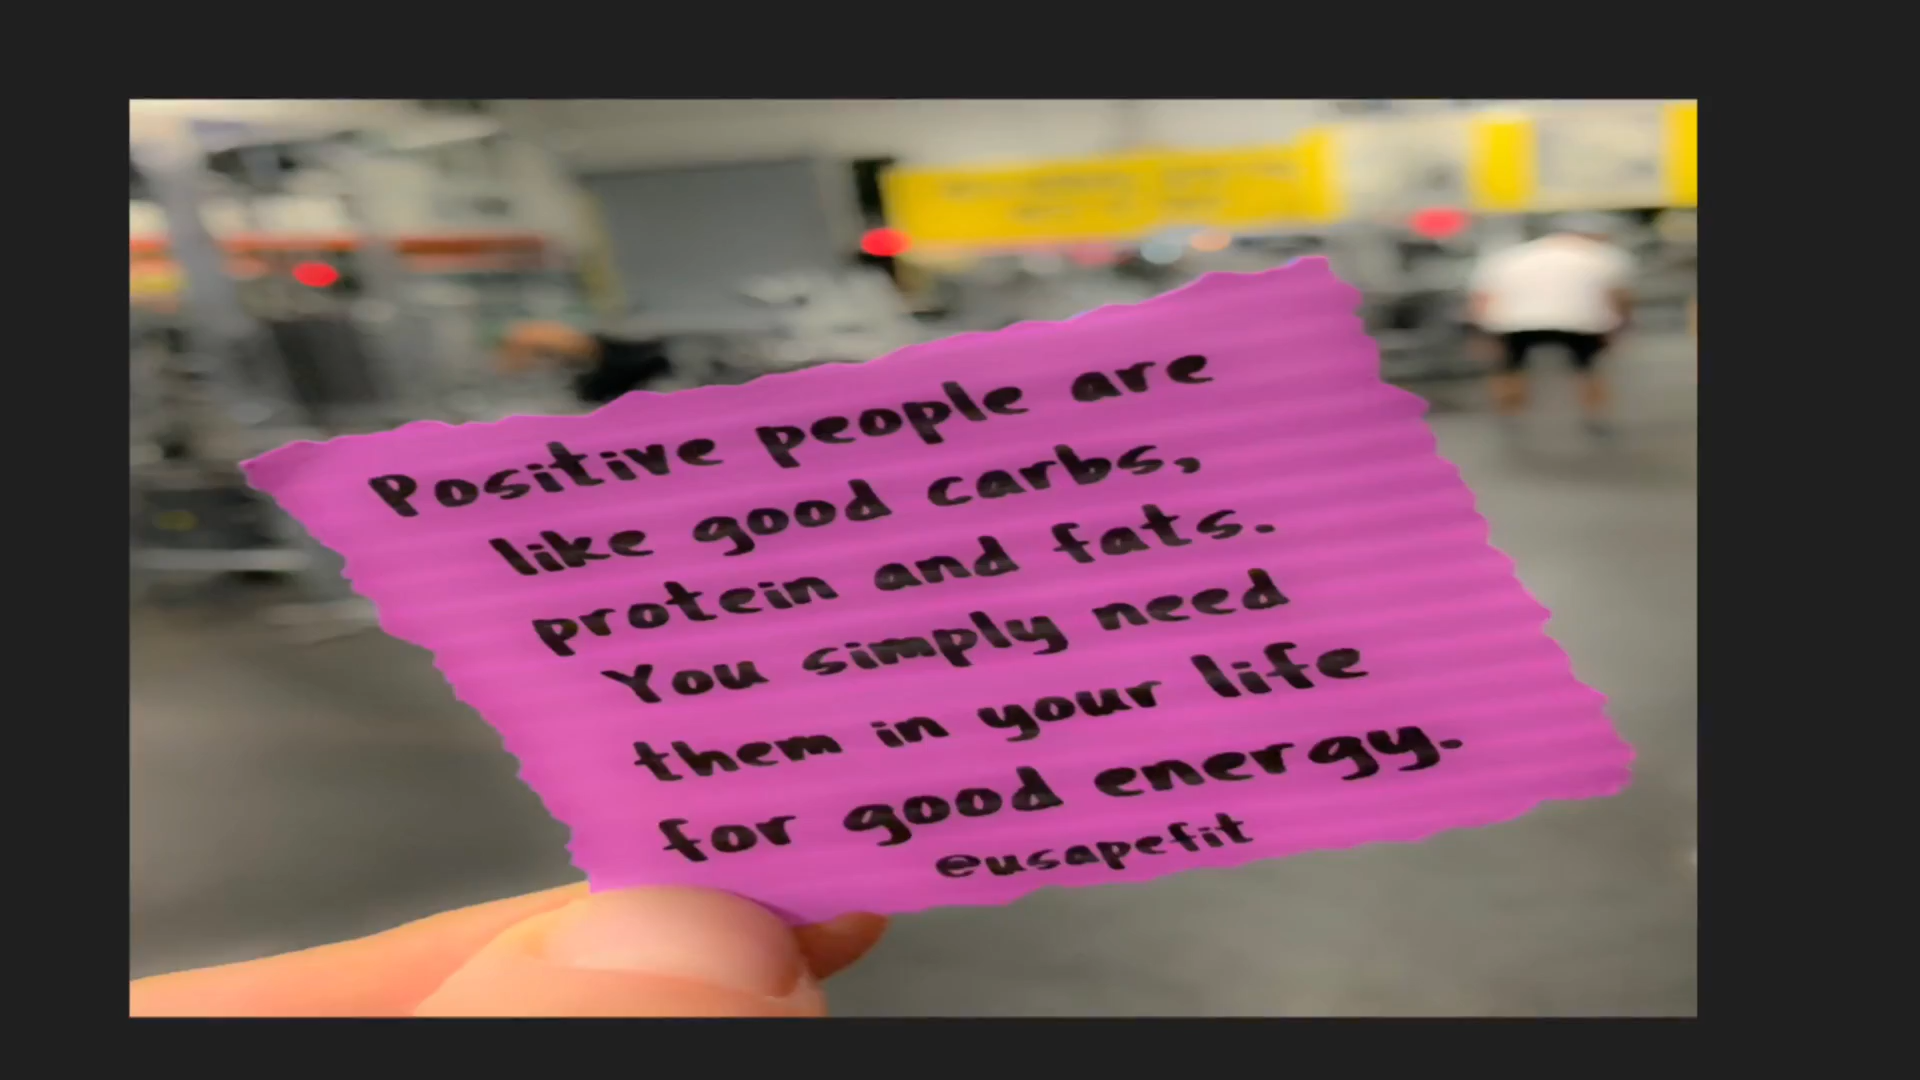 Positive people are
like good carbs,
protein and fats.
You simply need
them in your life
for good energy.
@usapefit